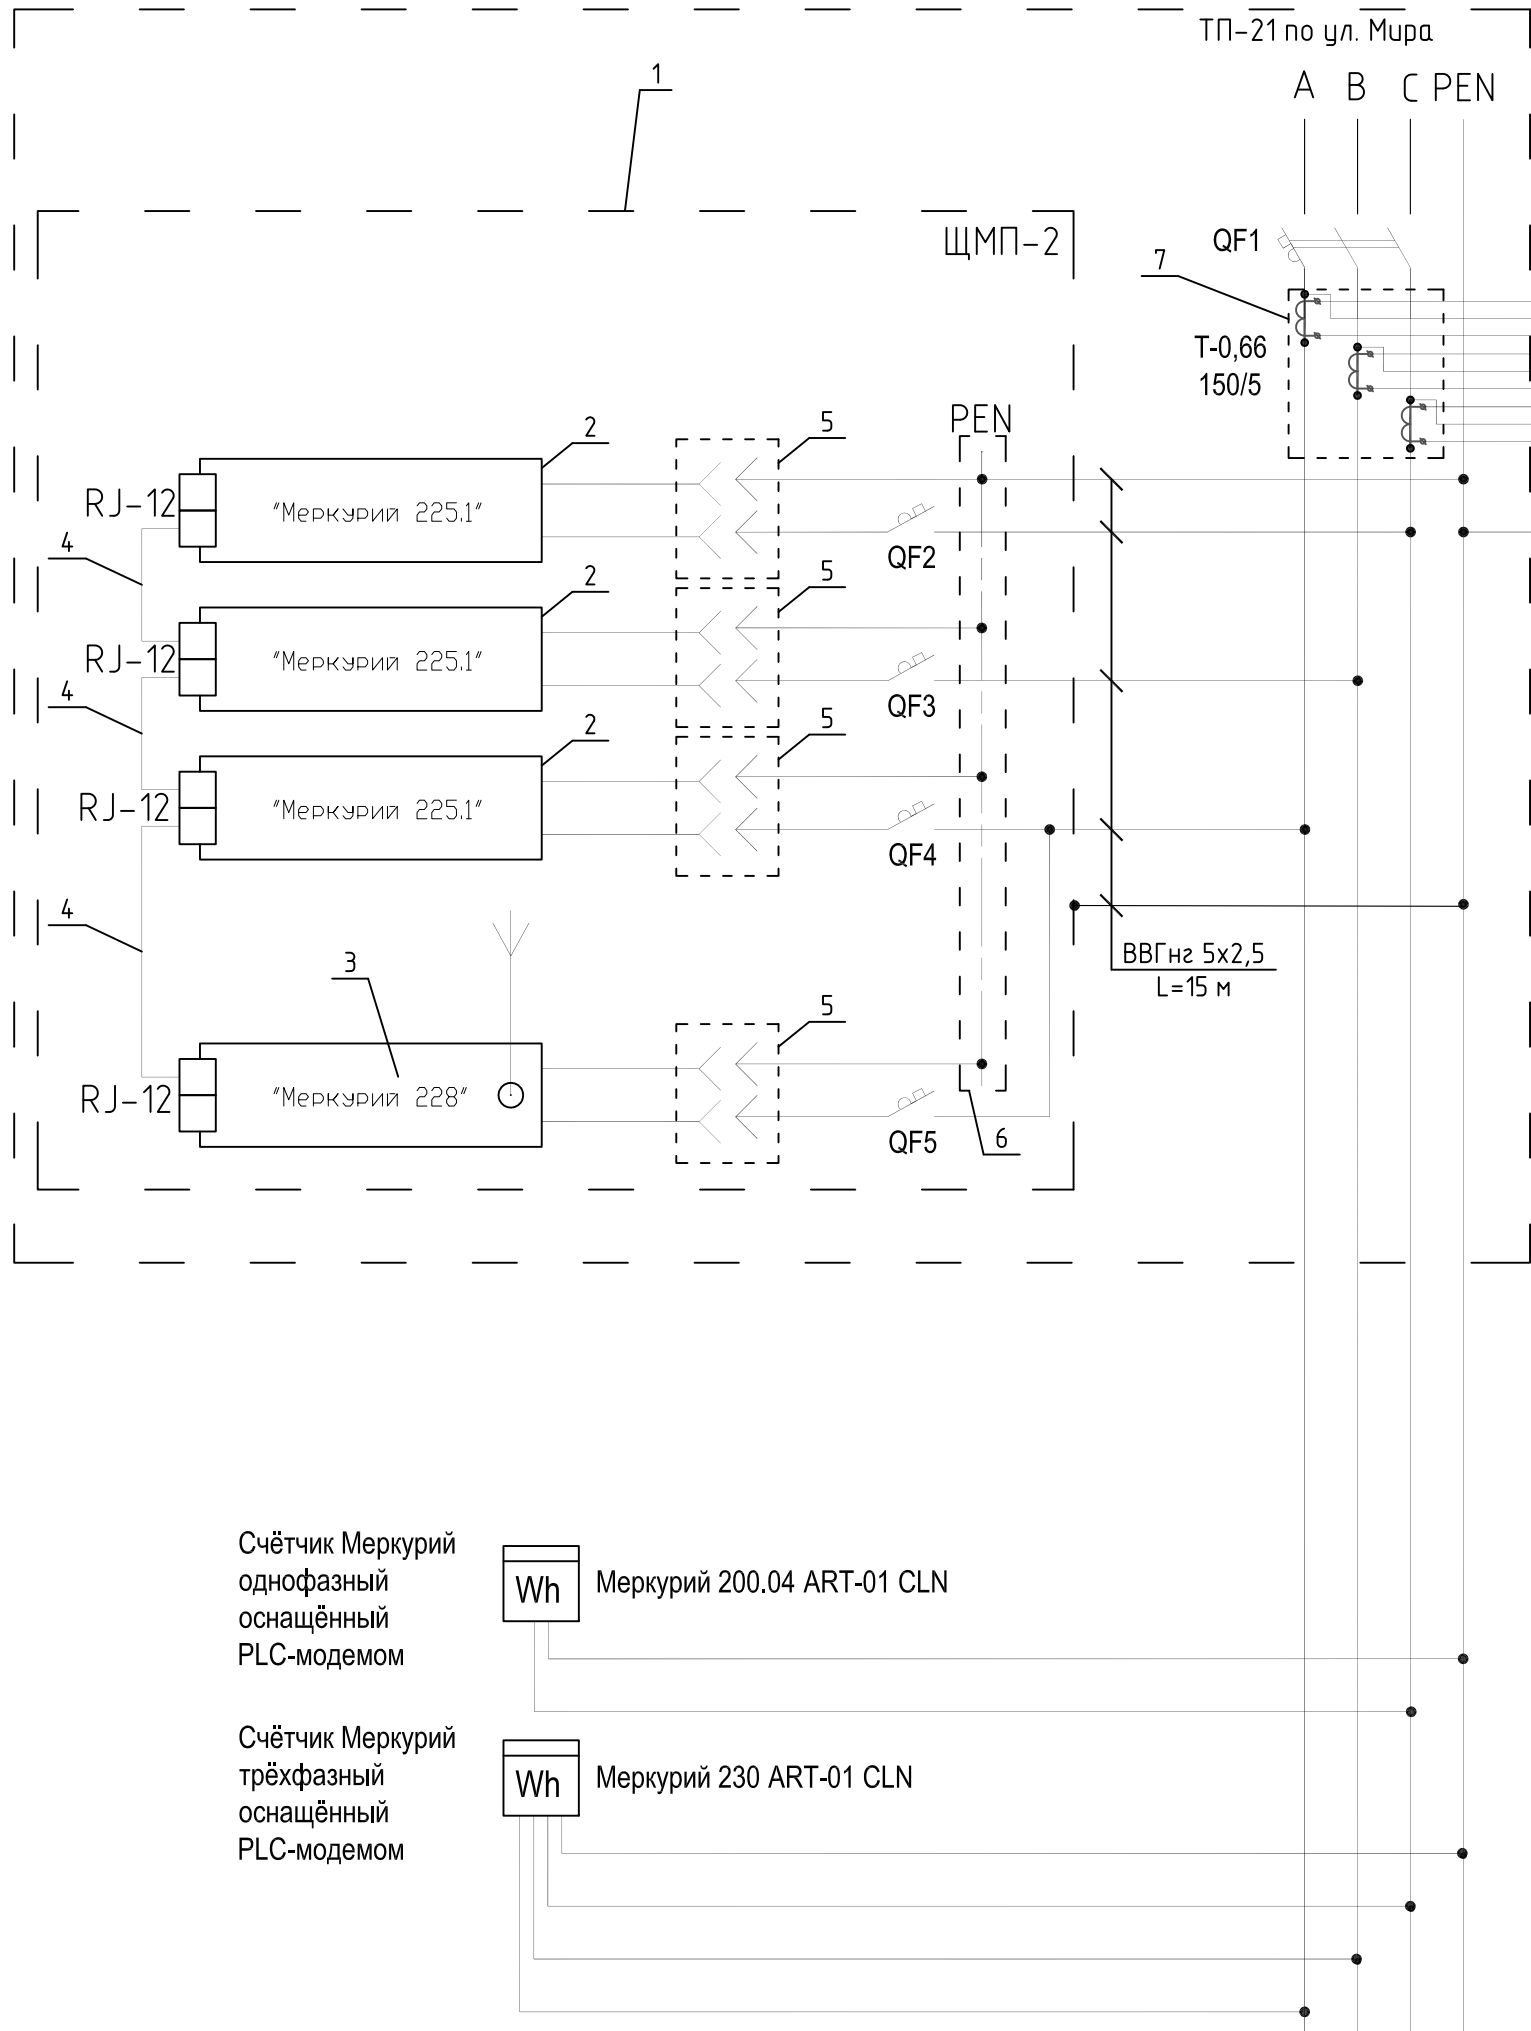 ТП-21 по ул. Мира
1
A B C PEN
ЩМП-2
QF1
7
Т-0,66
150/5
PEN
2
5
RJ-12
"Меркурий 225.1"
QF2
4
2
5
RJ-12
"Меркурий 225.1"
QF3
4
2
5
RJ-12
"Меркурий 225.1"
QF4
4
3
ВВГнг 5х2,5
L=15 м
5
RJ-12
"Меркурий 228"
QF5
6
Счётчик Меркурий
однофазный
оснащённый
PLC-модемом
Wh
Меркурий 200.04 ART-01 CLN
Счётчик Меркурий
трёхфазный
оснащённый
PLC-модемом
Wh
Меркурий 230 ART-01 CLN